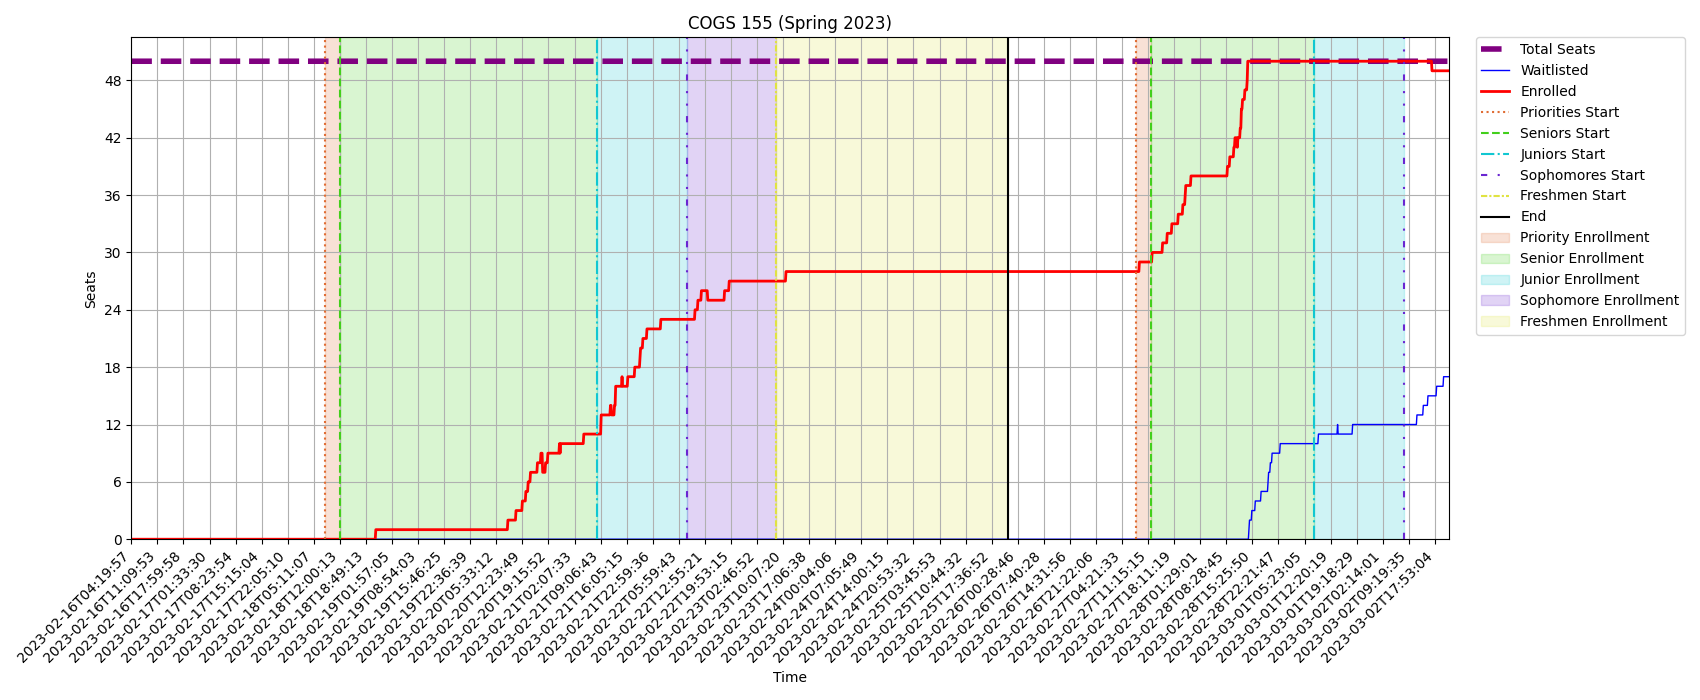 COGS 155 (Spring 2023)
Seats
48
42
36
30
24
18
12
6
0
2023-02-16T04:19:57
2023-02-16T11:09:53
2023-02-16T17:59:58
2023-02-17T01:33:30
2023-02-17T08:23:54
2023-02-17T15:15:04
2023-02-17T22:05:10
2023-02-18T05:11:07
2023-02-18T12:00:13
2023-02-18T18:49:13
2023-02-19T01:57:05
2023-02-19T08:54:03
2023-02-19T15:46:25
2023-02-19T22:36:39
2023-02-20T05:33:12
2023-02-20T12:23:49
2023-02-20T19:15:52
2023-02-21T02:07:33
2023-02-21T09:06:43
2023-02-21T16:05:15
2023-02-21T22:59:36
2023-02-22T05:59:43
2023-02-22T12:55:21
2023-02-22T19:53:15
2023-02-23T02:46:52
2023-02-23T10:07:20
2023-02-23T17:06:38
2023-02-24T00:04:06
2023-02-24T07:05:49
2023-02-24T14:00:15
2023-02-24T20:53:32
2023-02-25T03:45:53
2023-02-25T10:44:32
2023-02-25T17:36:52
2023-02-26T00:28:46
2023-02-26T07:40:28
2023-02-26T14:31:56
2023-02-26T21:22:06
2023-02-27T04:21:33
2023-02-27T11:15:15
2023-02-27T18:11:19
2023-02-28T01:29:01
2023-02-28T08:28:45
2023-02-28T15:25:50
2023-02-28T22:21:47
2023-03-01T05:23:05
2023-03-01T12:20:19
2023-03-01T19:18:29
2023-03-02T02:14:01
2023-03-02T09:19:35
2023-03-02T17:53:04
Time
Total Seats
Waitlisted
Enrolled
Priorities Start
Seniors Start
Juniors Start
Sophomores Start
Freshmen Start
End
Priority Enrollment
Senior Enrollment
Junior Enrollment
Sophomore Enrollment
Freshmen Enrollment